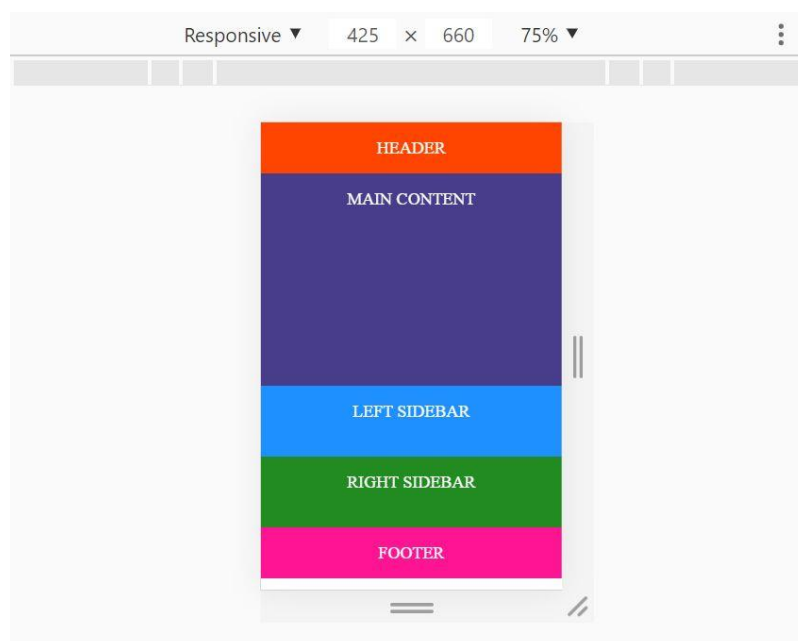 Responsive ▼ 425 × 660 75% ▼
HEADER
MAIN CONTENT
LEFT SIDEBAR
RIGHT SIDEBAR
FOOTER